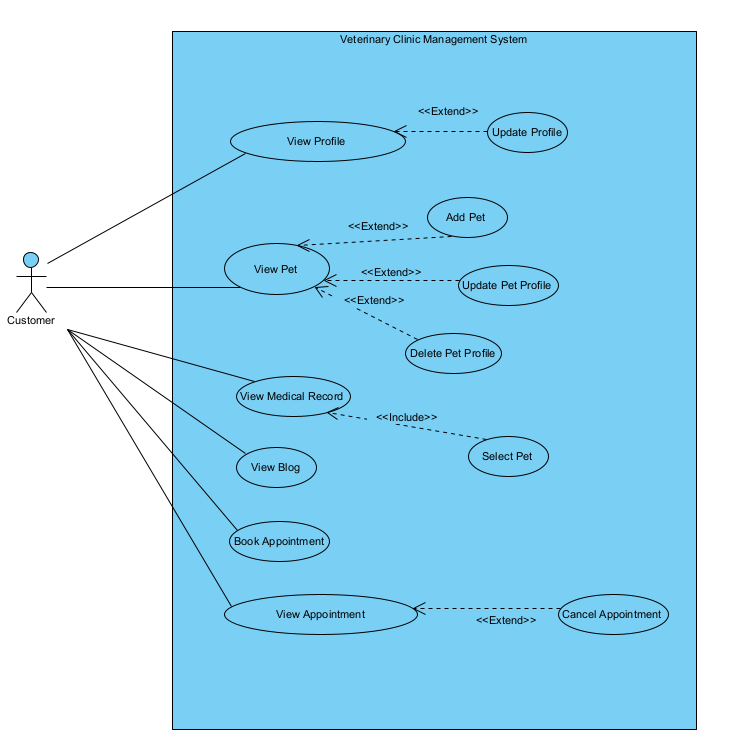 Veterinary Clinic Management System
<<Extend>>
Update Profile
View Profile
Add Pet
<<Extend>>
View Pet
<<Extend>>
Update Pet Profile
<<Extend>>
Customer
Delete Pet Profile
View Medical Record
<<Include>>
Select Pet
View Blog
Book Appointment
View Appointment
Cancel Appointment
<<Extend>>